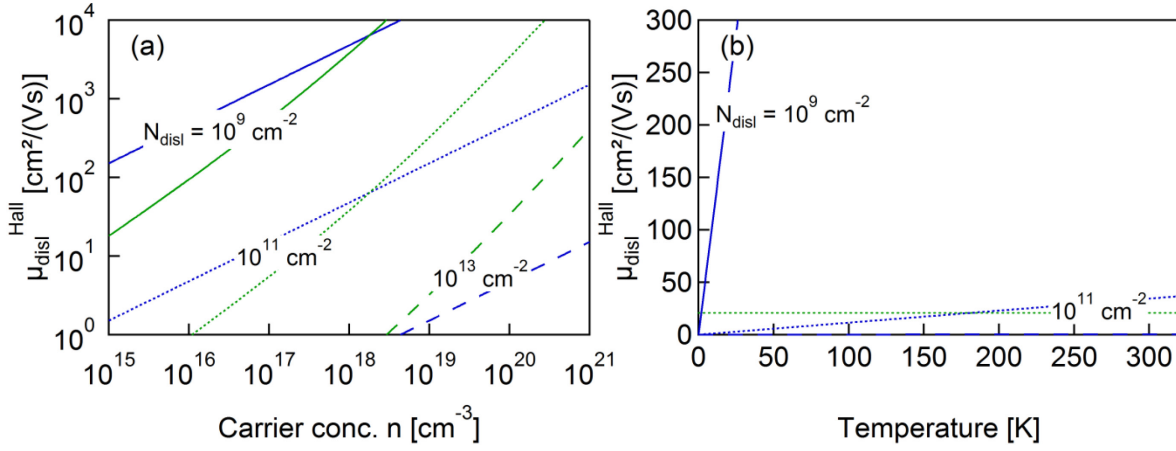 (a)
μ_disl^Hall [cm²/(Vs)]
10^4
10^3
10^2
10^1
10^0
N_disl = 10^9 cm^-2
10^11 cm^-2
10^13 cm^-2
10^15 10^16 10^17 10^18 10^19 10^20 10^21
Carrier conc. n [cm^-3]
(b)
μ_disl^Hall [cm²/(Vs)]
300
250
200
150
100
50
0
N_disl = 10^9 cm^-2
10^11 cm^-2
0 50 100 150 200 250 300
Temperature [K]